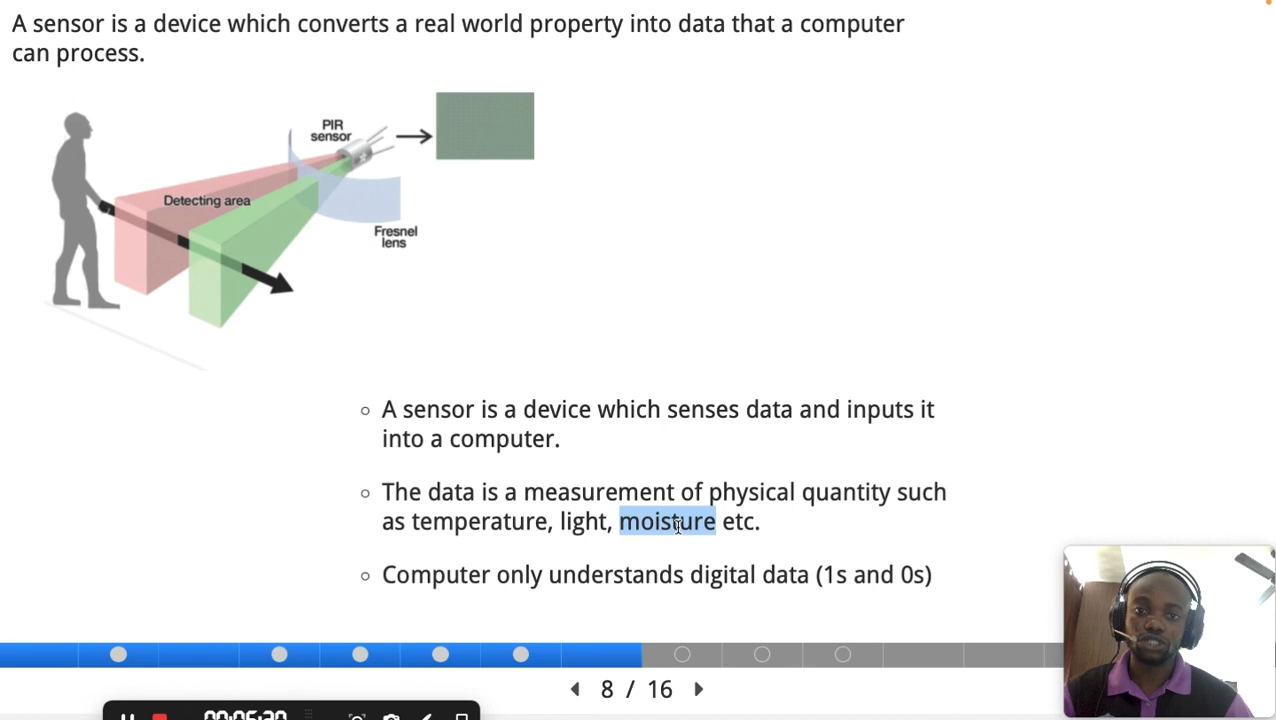 A sensor is a device which converts a real world property into data that a computer
can process.
PIR
sensor
Detecting area
Fresnel
lens
A sensor is a device which senses data and inputs it
into a computer.
The data is a measurement of physical quantity such
as temperature, light, moisture etc.
Computer only understands digital data (1s and 0s)
8 / 16